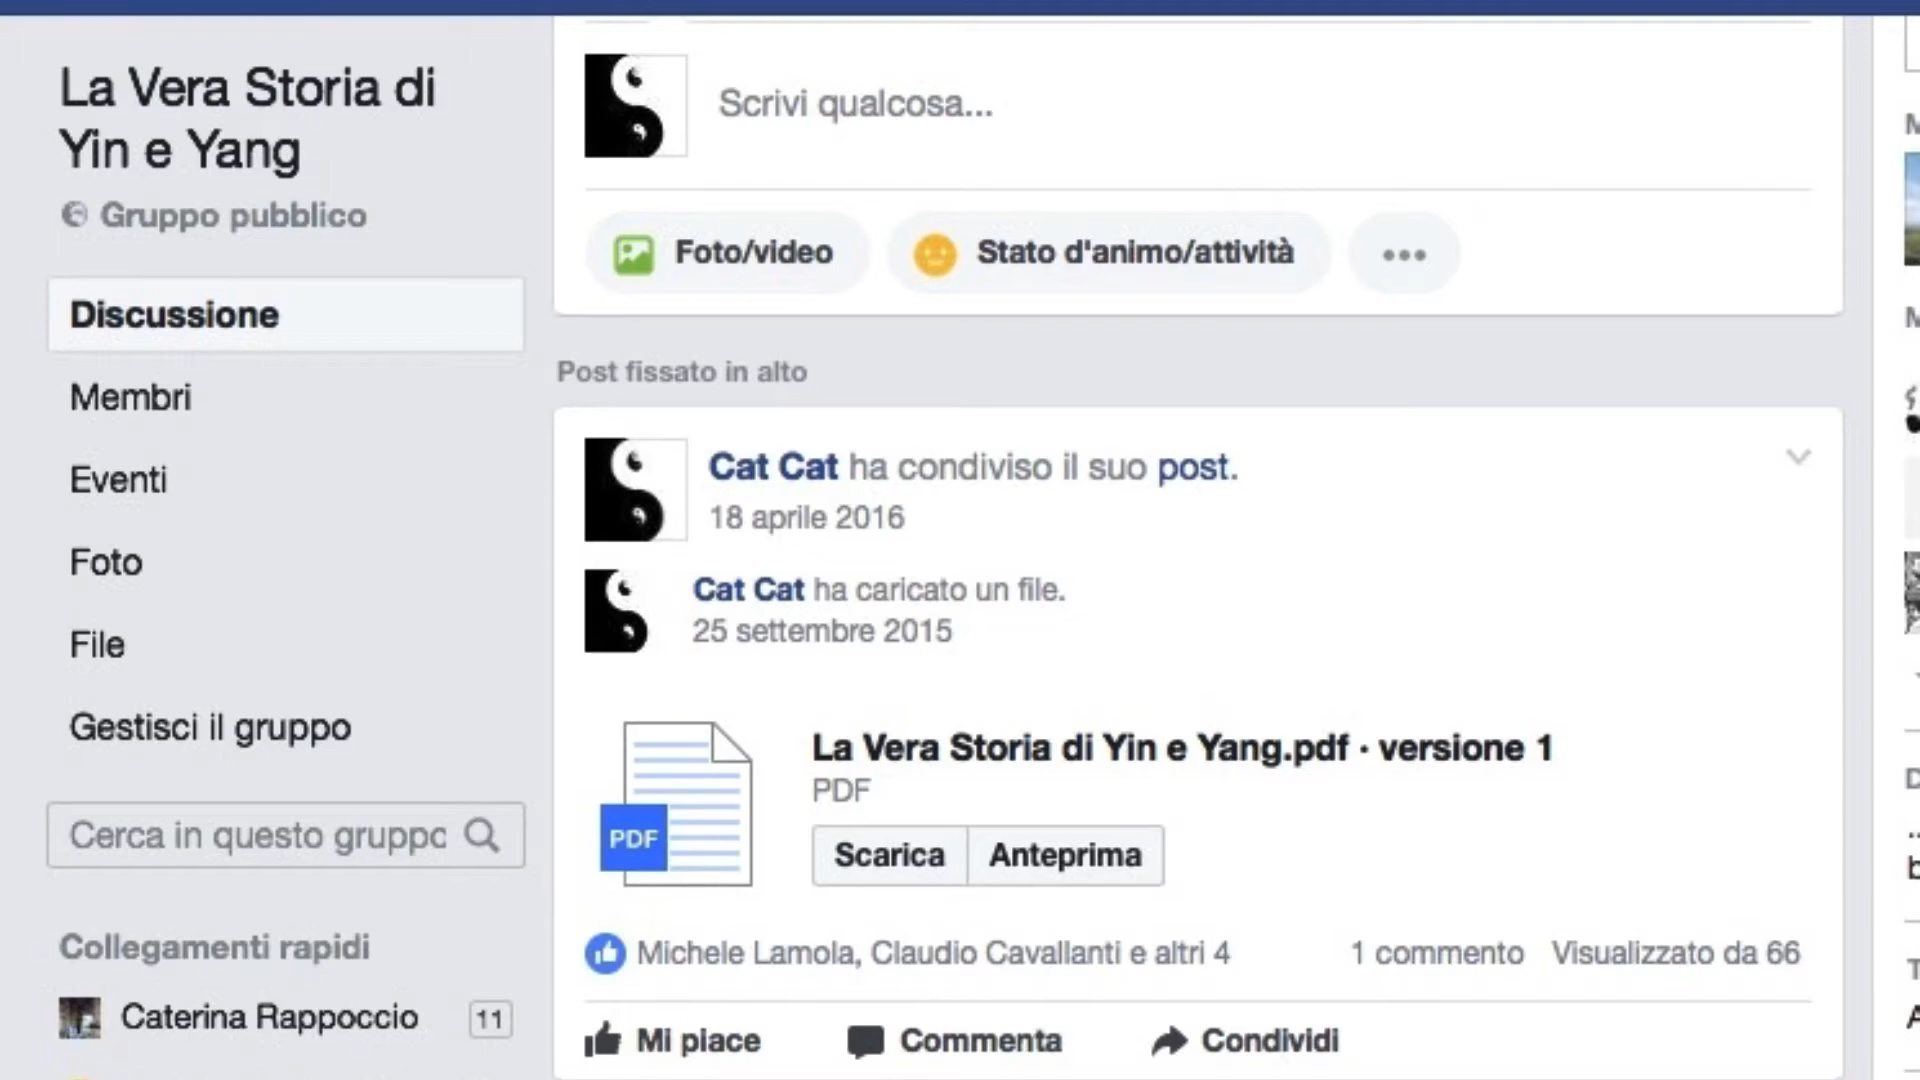 La Vera Storia di
Yin e Yang
Gruppo pubblico
Discussione
Membri
Eventi
Foto
File
Gestisci il gruppo
Cerca in questo gruppo
Collegamenti rapidi
Caterina Rappoccio 11
Scrivi qualcosa...
Foto/video Stato d'animo/attività
Post fissato in alto
Cat Cat ha condiviso il suo post.
18 aprile 2016
Cat Cat ha caricato un file.
25 settembre 2015
PDF
La Vera Storia di Yin e Yang.pdf · versione 1
PDF
Scarica Anteprima
Michele Lamola, Claudio Cavallanti e altri 4 1 commento Visualizzato da 66
Mi piace Commenta Condividi